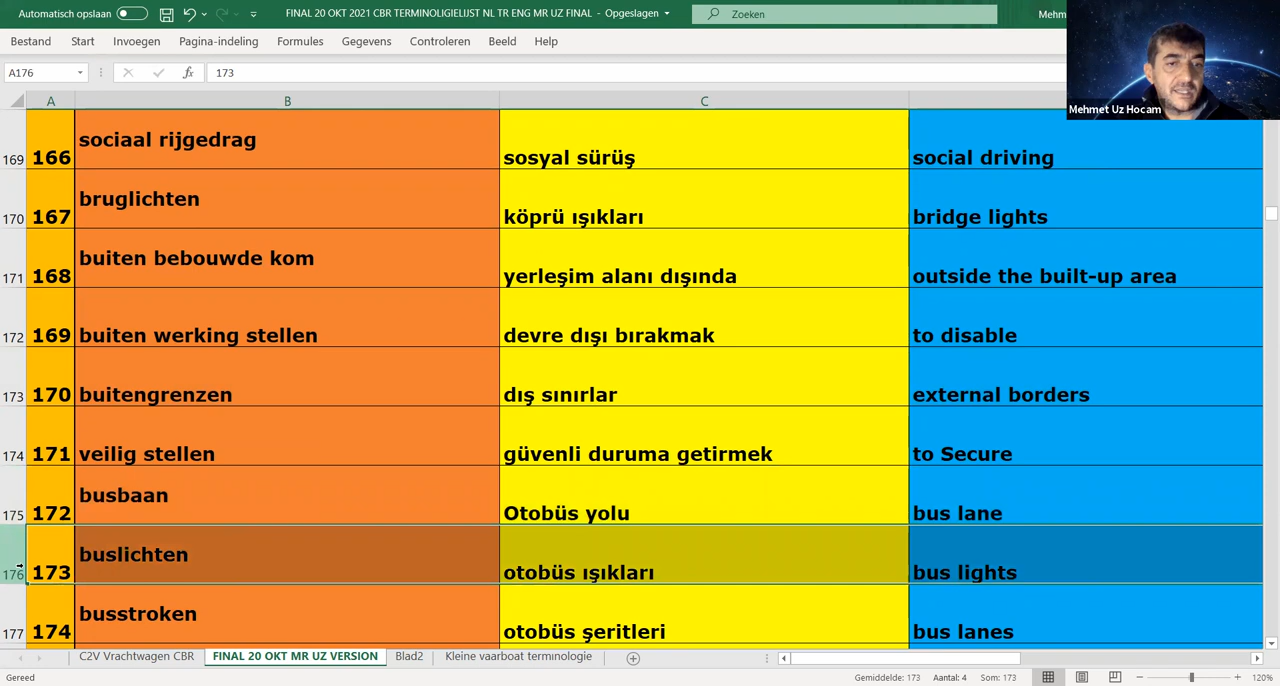 Automatisch opslaan
FINAL 20 OKT 2021 CBR TERMINOLIGIELIJST NL TR ENG MR UZ FINAL - Opgeslagen
Zoeken
Mehm
Bestand Start Invoegen Pagina-indeling Formules Gegevens Controleren Beeld Help
Mehmet Uz Hocam
A176 fx 173
A B C
169 166 sociaal rijgedrag sosyal sürüş social driving
170 167 bruglichten köprü ışıkları bridge lights
171 168 buiten bebouwde kom yerleşim alanı dışında outside the built-up area
172 169 buiten werking stellen devre dışı bırakmak to disable
173 170 buitengrenzen dış sınırlar external borders
174 171 veilig stellen güvenli duruma getirmek to Secure
175 172 busbaan Otobüs yolu bus lane
176 173 buslichten otobüs ışıkları bus lights
177 174 busstroken otobüs şeritleri bus lanes
C2V Vrachtwagen CBR FINAL 20 OKT MR UZ VERSION Blad2 Kleine vaarboat terminologie
Gereed Gemiddelde: 173 Aantal: 4 Som: 173 120%